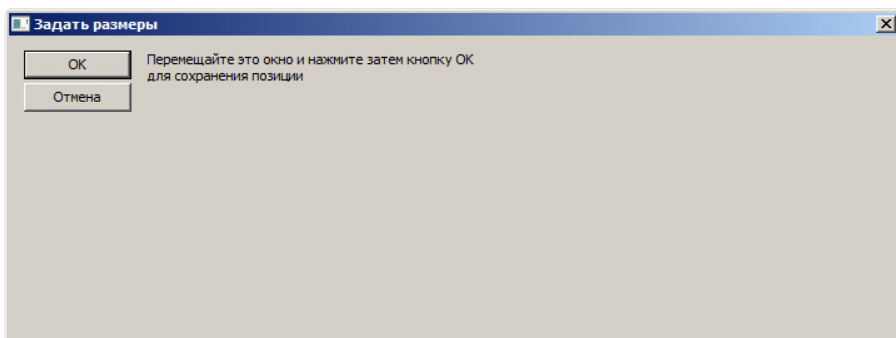 Задать размеры
OK
Перемещайте это окно и нажмите затем кнопку OK
для сохранения позиции
Отмена